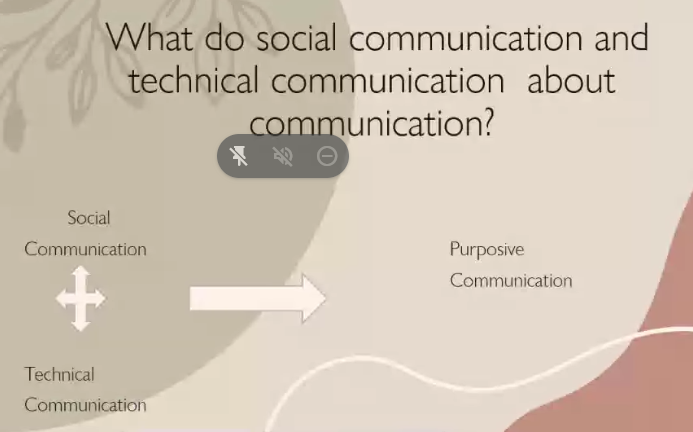 What do social communication and
technical communication  about
communication?
Social
Communication
Purposive
Communication
Technical
Communication